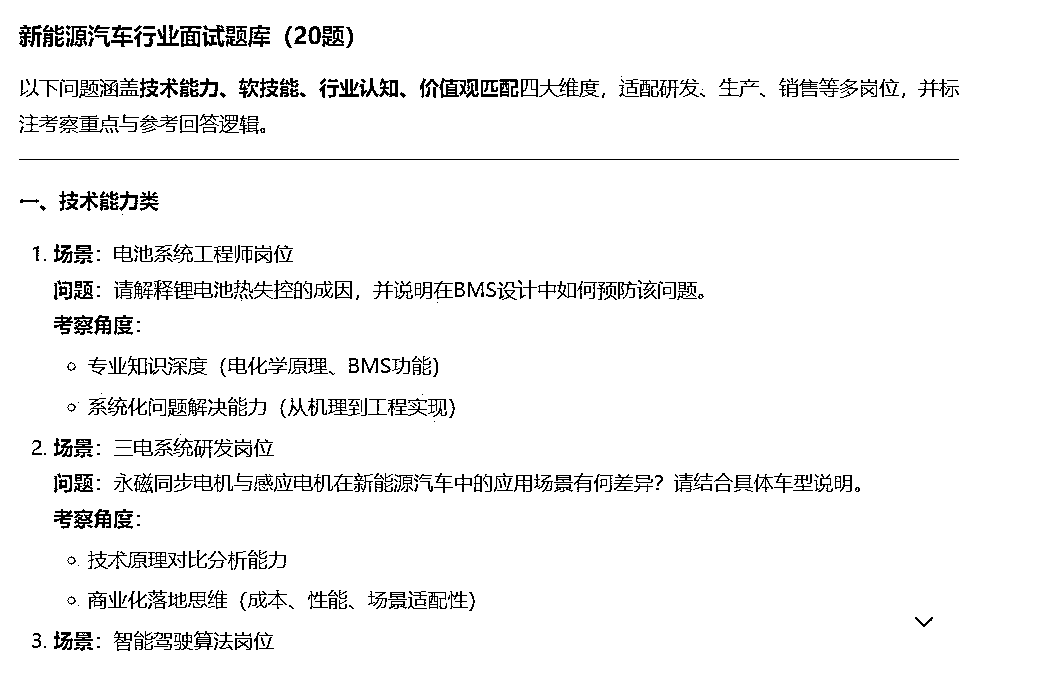 新能源汽车行业面试题库（20题）
以下问题涵盖技术能力、软技能、行业认知、价值观匹配四大维度，适配研发、生产、销售等多岗位，并标
注考察重点与参考回答逻辑。
一、技术能力类
1. 场景：电池系统工程师岗位
问题：请解释锂电池热失控的成因，并说明在BMS设计中如何预防该问题。
考察角度：
专业知识深度（电化学原理、BMS功能）
系统化问题解决能力（从机理到工程实现）
2. 场景：三电系统研发岗位
问题：永磁同步电机与感应电机在新能源汽车中的应用场景有何差异？请结合具体车型说明。
考察角度：
技术原理对比分析能力
商业化落地思维（成本、性能、场景适配性）
3. 场景：智能驾驶算法岗位